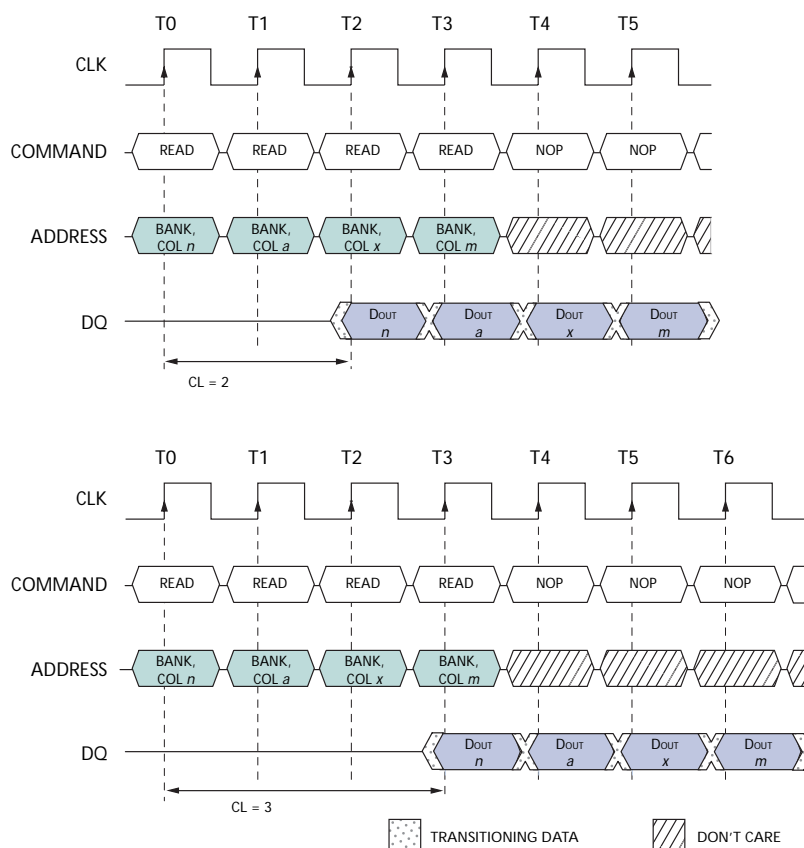 T0 T1 T2 T3 T4 T5
CLK
COMMAND READ READ READ READ NOP NOP
ADDRESS BANK, COL n BANK, COL a BANK, COL x BANK, COL m
DQ DOUT n DOUT a DOUT x DOUT m
CL = 2
T0 T1 T2 T3 T4 T5 T6
CLK
COMMAND READ READ READ READ NOP NOP NOP
ADDRESS BANK, COL n BANK, COL a BANK, COL x BANK, COL m
DQ DOUT n DOUT a DOUT x DOUT m
CL = 3
TRANSITIONING DATA DON'T CARE